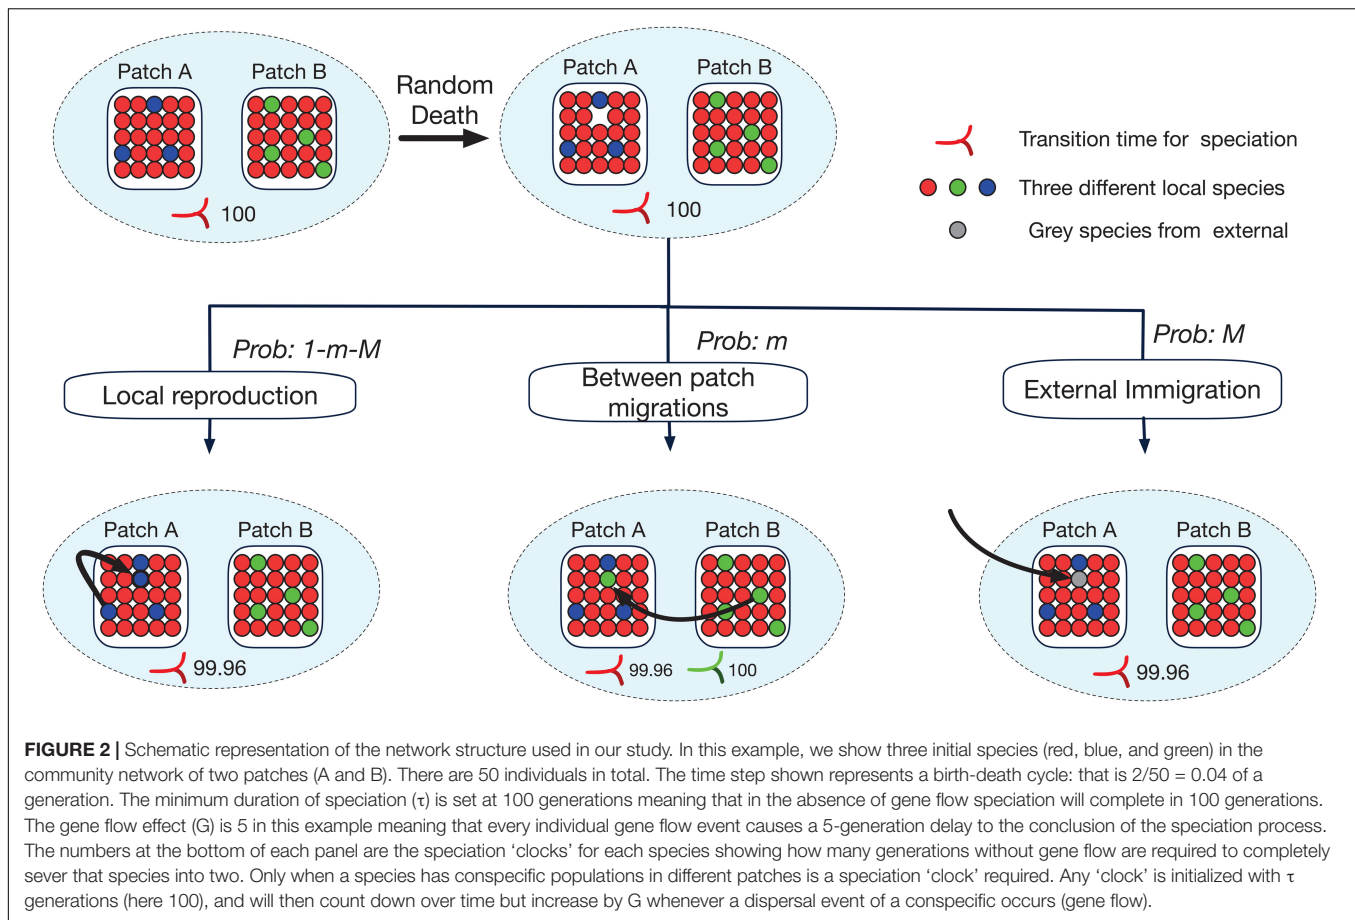 Patch A
Patch B
100
Random
Death
Patch A
Patch B
100
Transition time for speciation
Three different local species
Grey species from external
Prob: 1-m-M
Prob: m
Prob: M
Local reproduction
Between patch
migrations
External Immigration
Patch A
Patch B
99.96
Patch A
Patch B
99.96
100
Patch A
Patch B
99.96
FIGURE 2 | Schematic representation of the network structure used in our study. In this example, we show three initial species (red, blue, and green) in the
community network of two patches (A and B). There are 50 individuals in total. The time step shown represents a birth-death cycle: that is 2/50 = 0.04 of a
generation. The minimum duration of speciation (τ) is set at 100 generations meaning that in the absence of gene flow speciation will complete in 100 generations.
The gene flow effect (G) is 5 in this example meaning that every individual gene flow event causes a 5-generation delay to the conclusion of the speciation process.
The numbers at the bottom of each panel are the speciation ‘clocks’ for each species showing how many generations without gene flow are required to completely
sever that species into two. Only when a species has conspecific populations in different patches is a speciation ‘clock’ required. Any ‘clock’ is initialized with τ
generations (here 100), and will then count down over time but increase by G whenever a dispersal event of a conspecific occurs (gene flow).